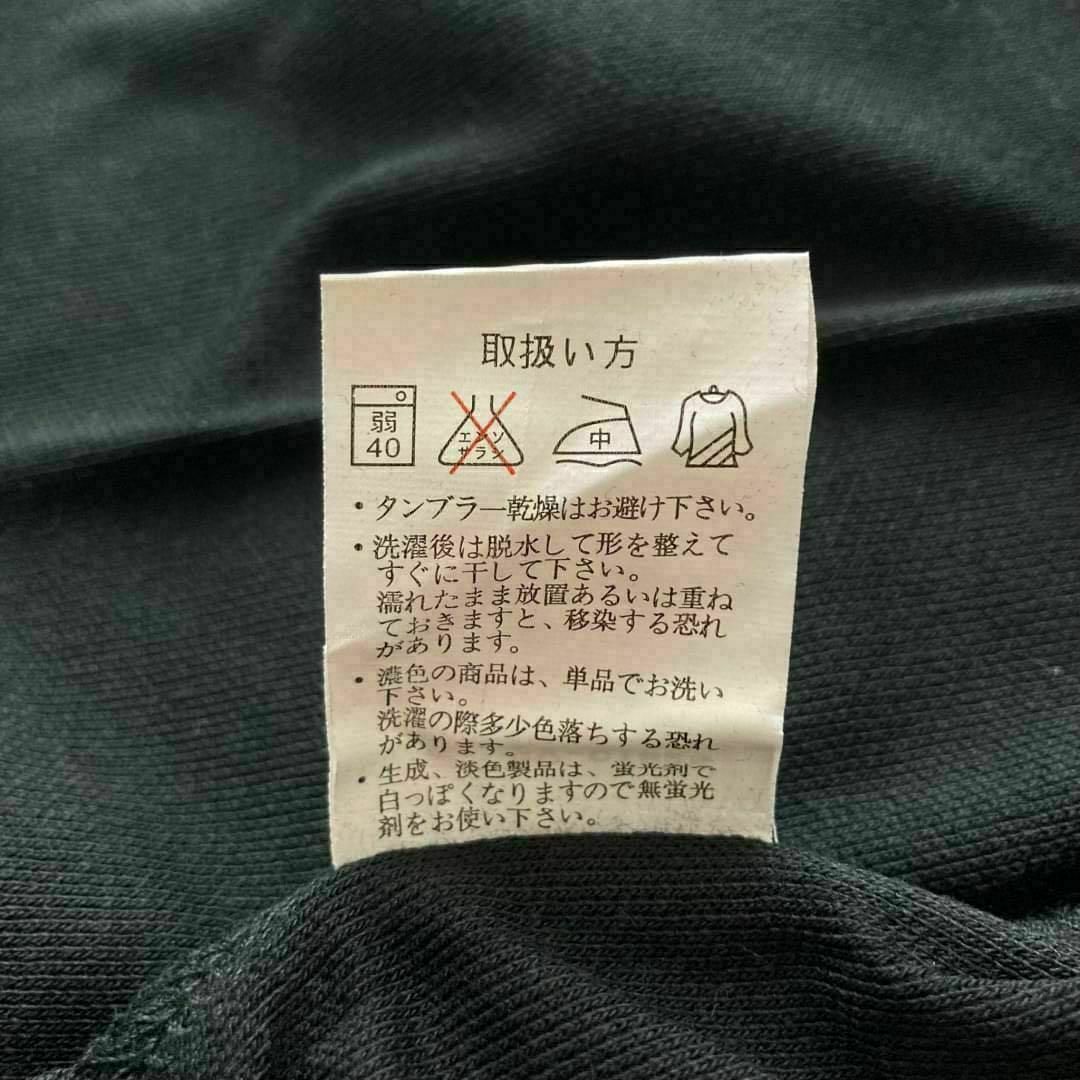 取扱い方
弱
40
エンソ
サラシ
中
・タンブラー乾燥はお避け下さい。
・洗濯後は脱水して形を整えて
すぐに干して下さい。
濡れたまま放置あるいは重ね
ておきますと、移染する恐れ
があります。
・濃色の商品は、単品でお洗い
下さい。
洗濯の際多少色落ちする恐れ
があります。
・生成、淡色製品は、蛍光剤で
白っぽくなりますので無蛍光
剤をお使い下さい。